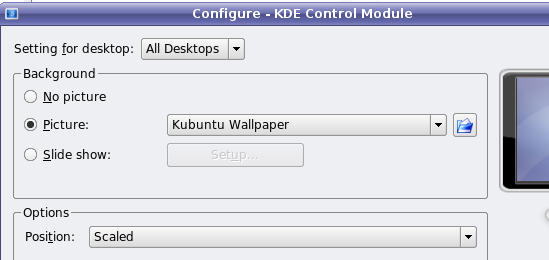 Configure - KDE Control Module
Setting for desktop: All Desktops
Background
No picture
Picture: Kubuntu Wallpaper
Slide show: Setup...
Options
Position: Scaled